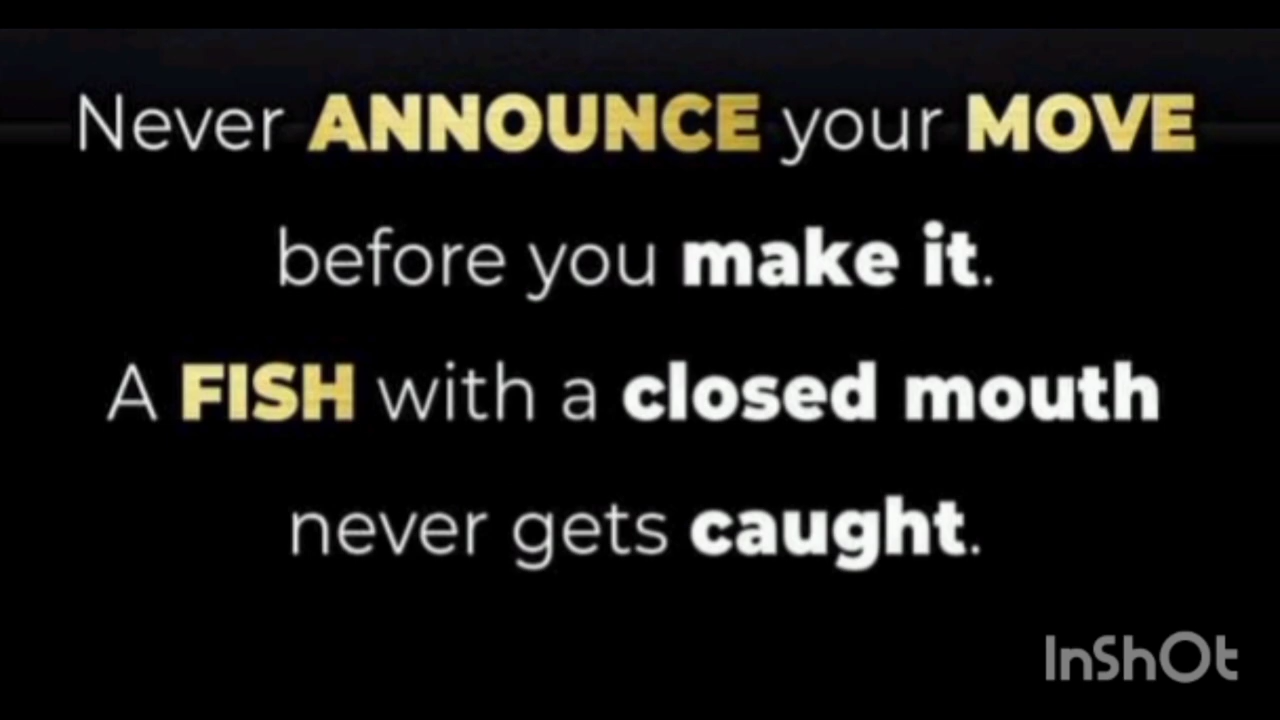 Never ANNOUNCE your MOVE
before you make it.
A FISH with a closed mouth
never gets caught.
InShOt